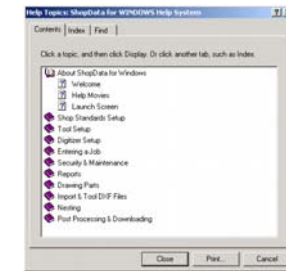 Help Topics: ShopData for WINDOWS Help System
Contents Index Find
Click a topic, and then click Display. Or click another tab, such as Index.
About ShopData for Windows
Welcome
Help Movies
Launch Screen
Shop Standards Setup
Tool Setup
Digitizer Setup
Entering a Job
Security & Maintenance
Reports
Drawing Parts
Import & Tool DXF Files
Nesting
Post Processing & Downloading
Close Print... Cancel